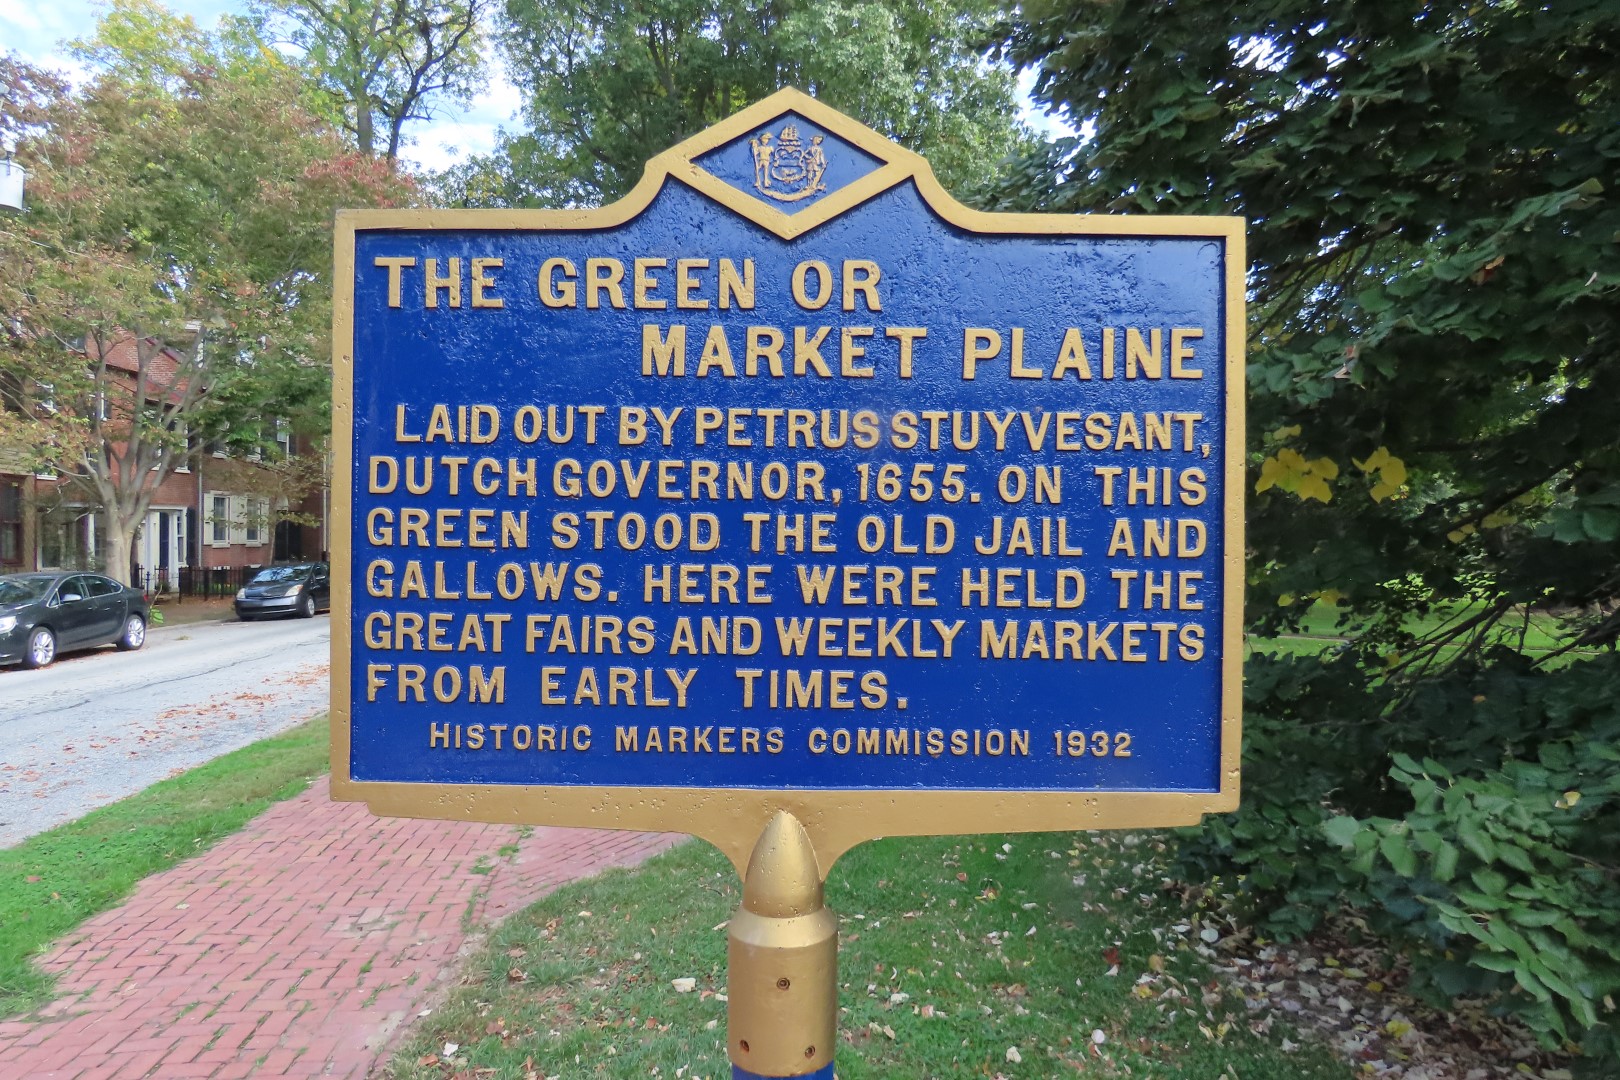 THE GREEN OR
MARKET PLAINE
LAID OUT BY PETRUS STUYVESANT,
DUTCH GOVERNOR, 1655. ON THIS
GREEN STOOD THE OLD JAIL AND
GALLOWS. HERE WERE HELD THE
GREAT FAIRS AND WEEKLY MARKETS
FROM EARLY TIMES.
HISTORIC MARKERS COMMISSION 1932